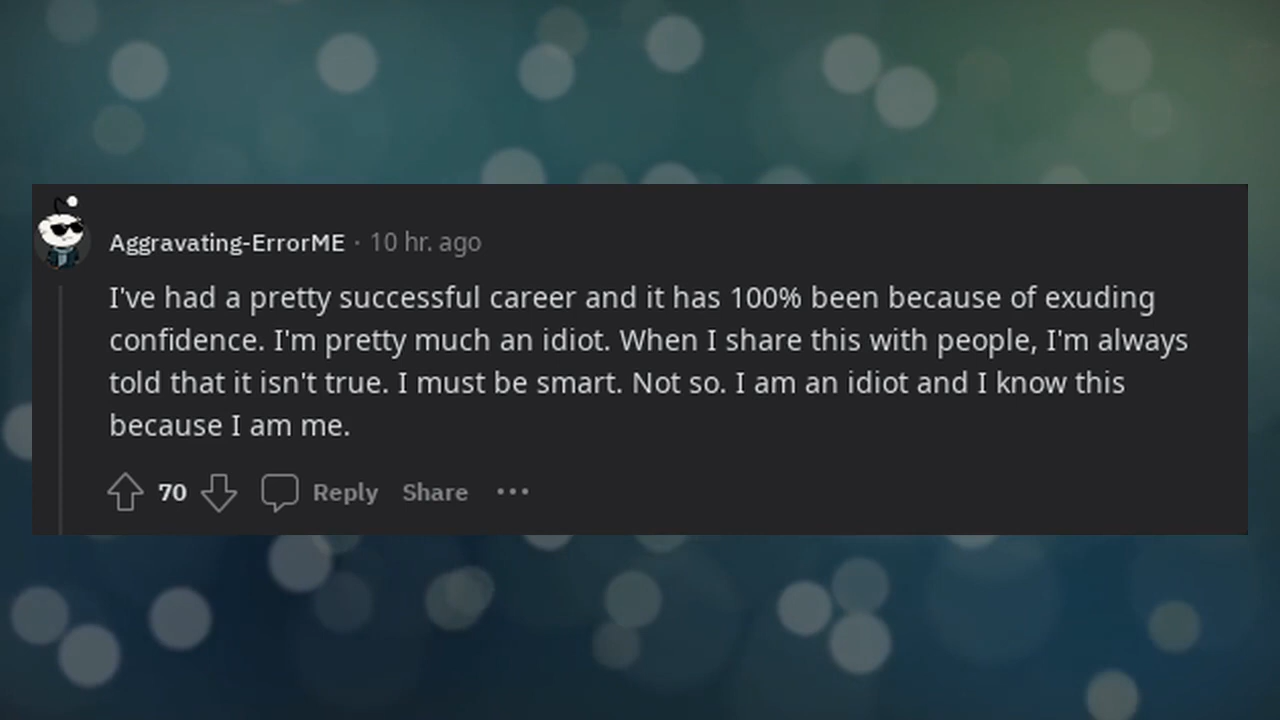 Aggravating-ErrorME · 10 hr. ago
I've had a pretty successful career and it has 100% been because of exuding
confidence. I'm pretty much an idiot. When I share this with people, I'm always
told that it isn't true. I must be smart. Not so. I am an idiot and I know this
because I am me.
70 Reply Share •••